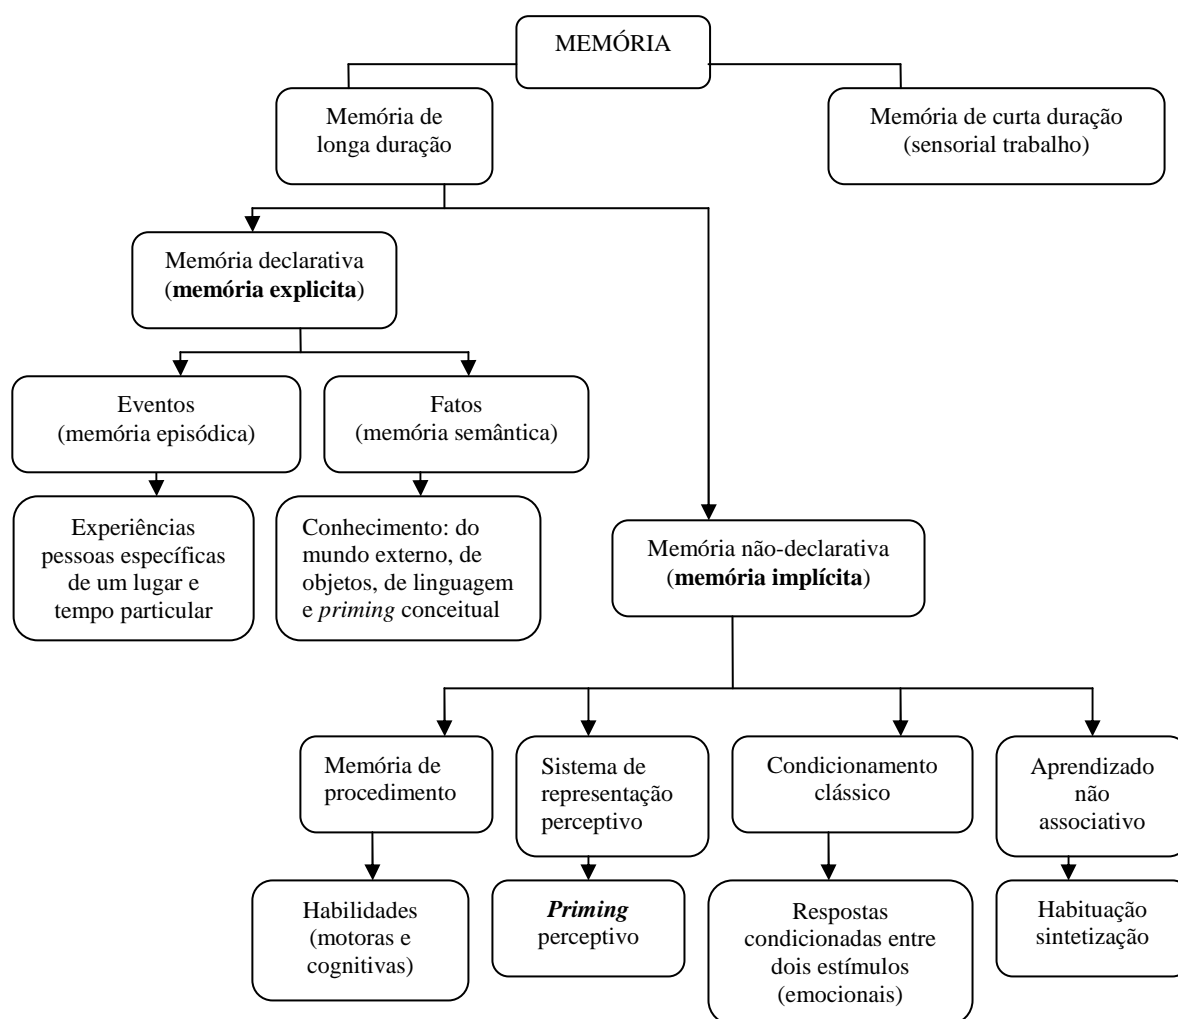 MEMÓRIA
Memória de
longa duração
Memória de curta duração
(sensorial trabalho)
Memória declarativa
(memória explicita)
Eventos
(memória episódica)
Fatos
(memória semântica)
Experiências
pessoas específicas
de um lugar e
tempo particular
Conhecimento: do
mundo externo, de
objetos, de linguagem
e priming conceitual
Memória não-declarativa
(memória implícita)
Memória de
procedimento
Sistema de
representação
perceptivo
Condicionamento
clássico
Aprendizado
não
associativo
Habilidades
(motoras e
cognitivas)
Priming
perceptivo
Respostas
condicionadas entre
dois estímulos
(emocionais)
Habituação
sintetização